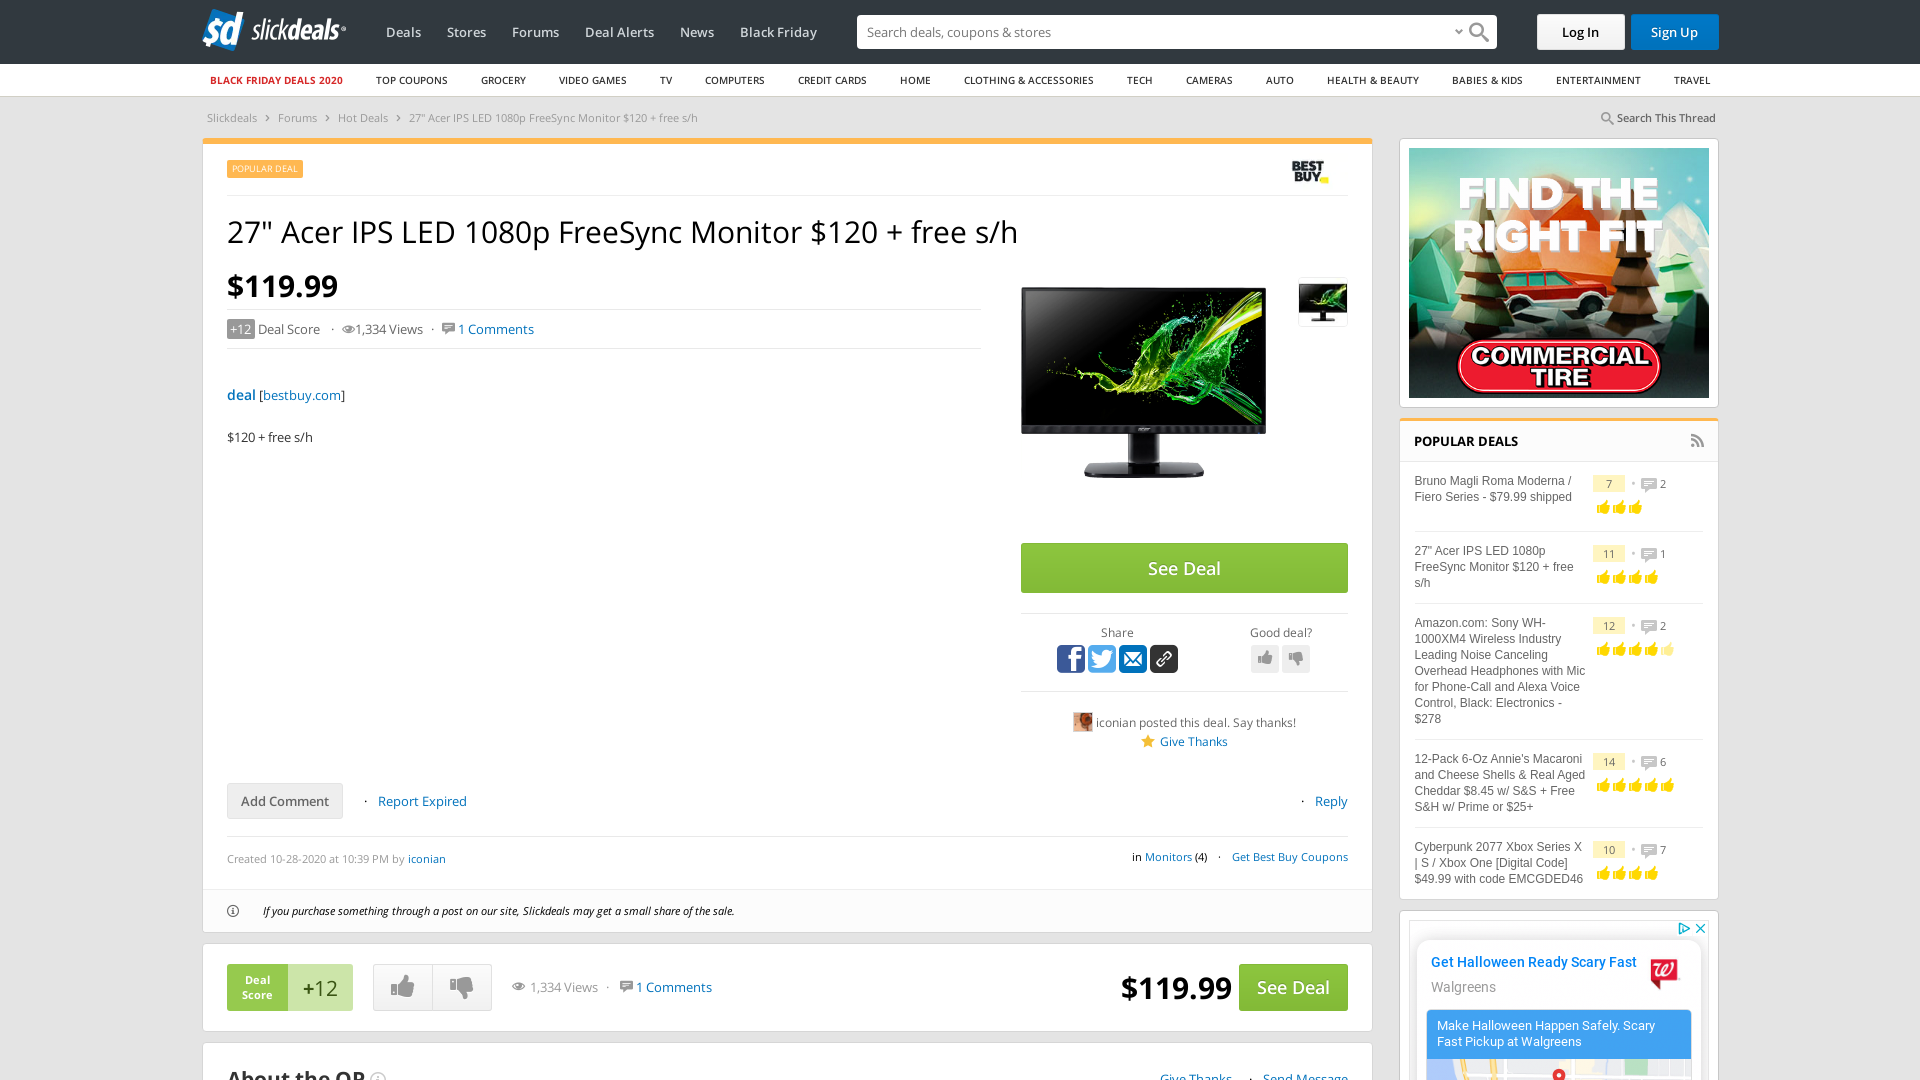 sd slickdeals
Deals Stores Forums Deal Alerts News Black Friday
Search deals, coupons & stores
Log In Sign Up
BLACK FRIDAY DEALS 2020 TOP COUPONS GROCERY VIDEO GAMES TV COMPUTERS CREDIT CARDS HOME CLOTHING & ACCESSORIES TECH CAMERAS AUTO HEALTH & BEAUTY BABIES & KIDS ENTERTAINMENT TRAVEL
Slickdeals › Forums › Hot Deals › 27" Acer IPS LED 1080p FreeSync Monitor $120 + free s/h
Search This Thread
POPULAR DEAL
BEST
BUY
27" Acer IPS LED 1080p FreeSync Monitor $120 + free s/h
$119.99
+12 Deal Score · 1,334 Views · 1 Comments
deal [bestbuy.com]
$120 + free s/h
See Deal
Share
Good deal?
iconian posted this deal. Say thanks!
Give Thanks
Add Comment · Report Expired
· Reply
Created 10-28-2020 at 10:39 PM by iconian
in Monitors (4) · Get Best Buy Coupons
If you purchase something through a post on our site, Slickdeals may get a small share of the sale.
Deal
Score
+12
1,334 Views · 1 Comments
$119.99
See Deal
About the OP
Give Thanks · Send Message
FIND THE
RIGHT FIT
COMMERCIAL
TIRE
POPULAR DEALS
Bruno Magli Roma Moderna /
Fiero Series - $79.99 shipped
7 · 2
27" Acer IPS LED 1080p
FreeSync Monitor $120 + free
s/h
11 · 1
Amazon.com: Sony WH-
1000XM4 Wireless Industry
Leading Noise Canceling
Overhead Headphones with Mic
for Phone-Call and Alexa Voice
Control, Black: Electronics -
$278
12 · 2
12-Pack 6-Oz Annie's Macaroni
and Cheese Shells & Real Aged
Cheddar $8.45 w/ S&S + Free
S&H w/ Prime or $25+
14 · 6
Cyberpunk 2077 Xbox Series X
| S / Xbox One [Digital Code]
$49.99 with code EMCGDED46
10 · 7
Get Halloween Ready Scary Fast
Walgreens
Make Halloween Happen Safely. Scary
Fast Pickup at Walgreens